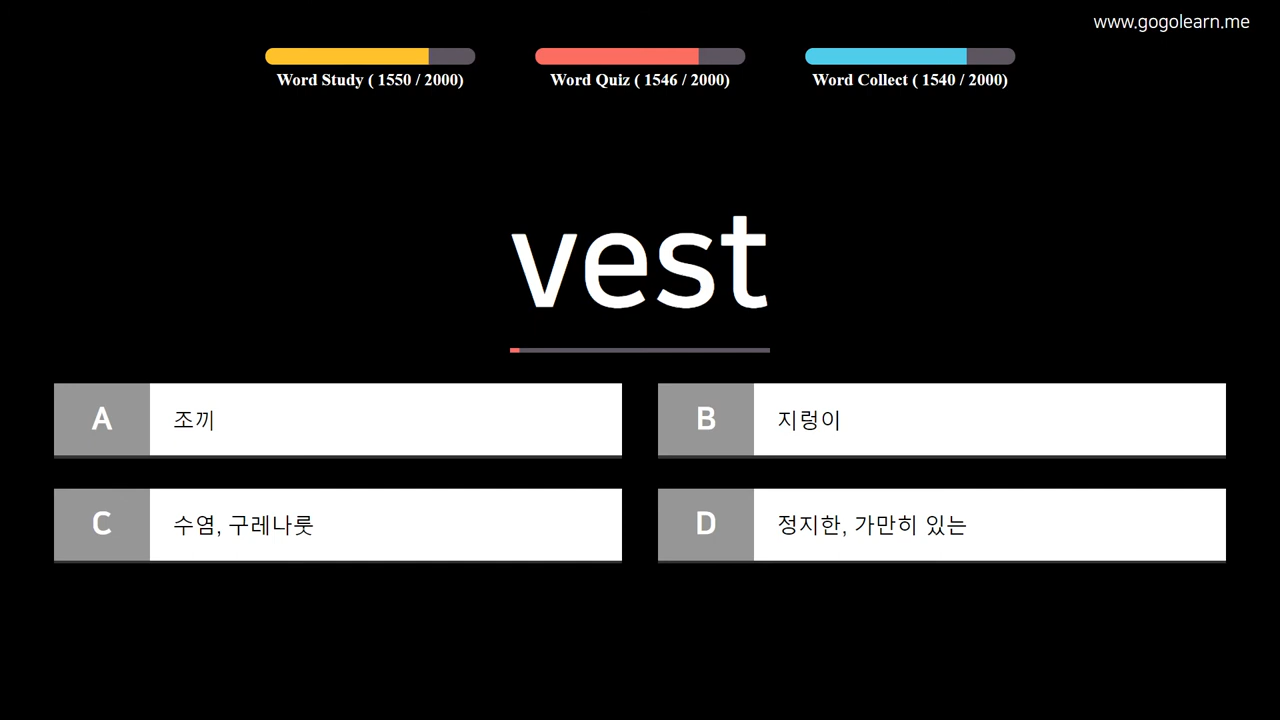 www.gogolearn.me
Word Study ( 1550 / 2000)
Word Quiz ( 1546 / 2000)
Word Collect ( 1540 / 2000)
vest
A 조끼
B 지렁이
C 수염, 구레나룻
D 정지한, 가만히 있는